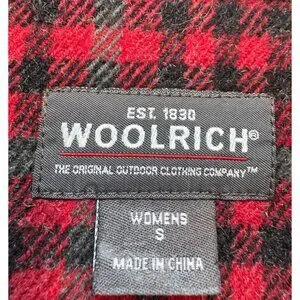 EST. 1830
WOOLRICH®
THE ORIGINAL OUTDOOR CLOTHING COMPANY™
WOMENS
S
MADE IN CHINA